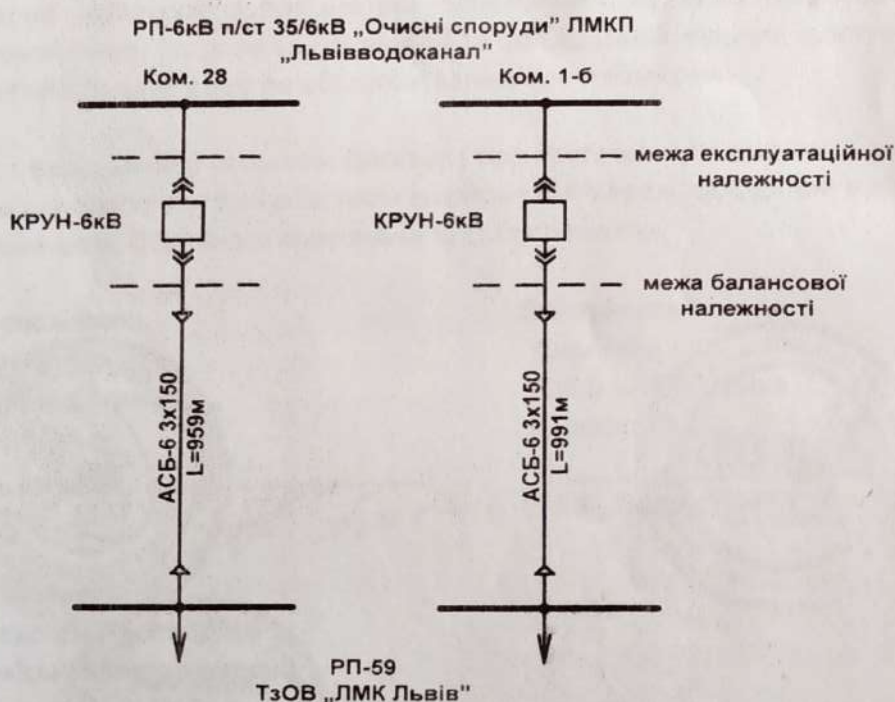 РП-6кВ п/ст 35/6кВ „Очисні споруди” ЛМКП
„Львівводоканал”
Ком. 28
Ком. 1-б
межа експлуатаційної
належності
КРУН-6кВ
КРУН-6кВ
межа балансової
належності
АСБ-6 3х150
L=959м
АСБ-6 3х150
L=991м
РП-59
ТзОВ „ЛМК Львів”